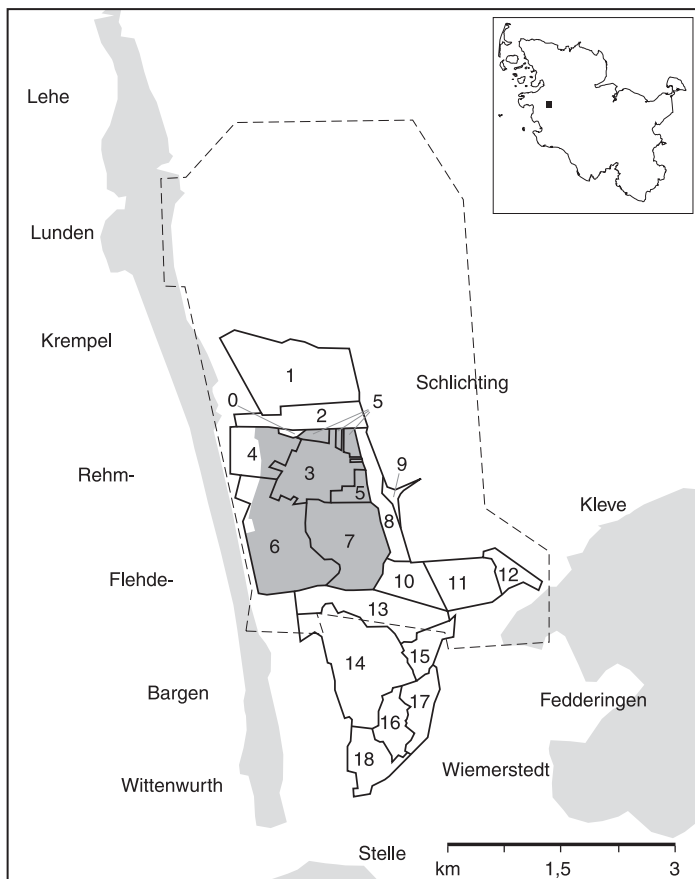 Lehe
Lunden
Krempel
1
Schlichting
0
5
2
4
3
9
Rehm-
5
Kleve
8
6
7
Flehde-
10
11
12
13
14
15
Bargen
17
Fedderingen
16
18
Wiemerstedt
Wittenwurth
Stelle
km 1,5 3